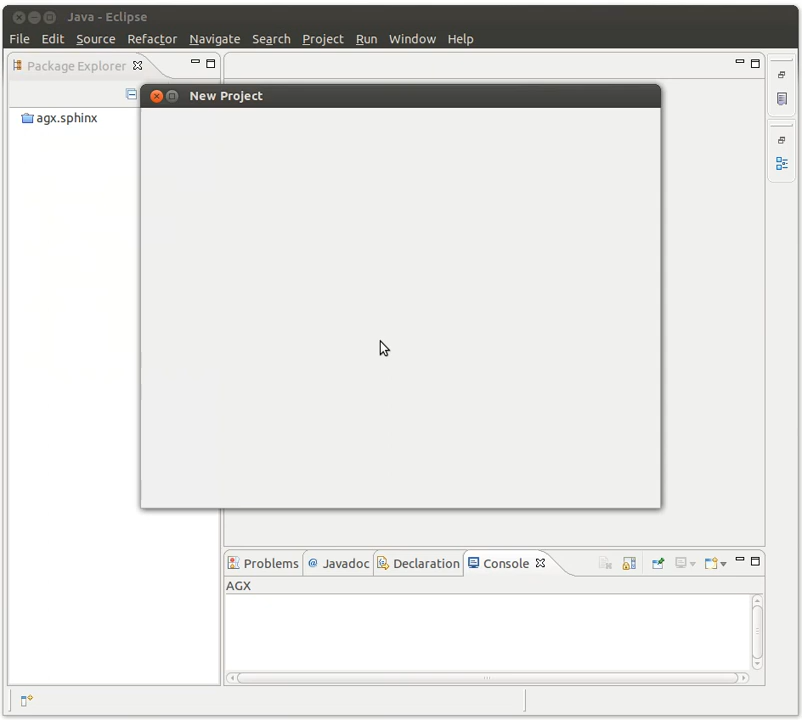 Java - Eclipse
File Edit Source Refactor Navigate Search Project Run Window Help
Package Explorer
New Project
agx.sphinx
Problems @ Javadoc Declaration Console
AGX